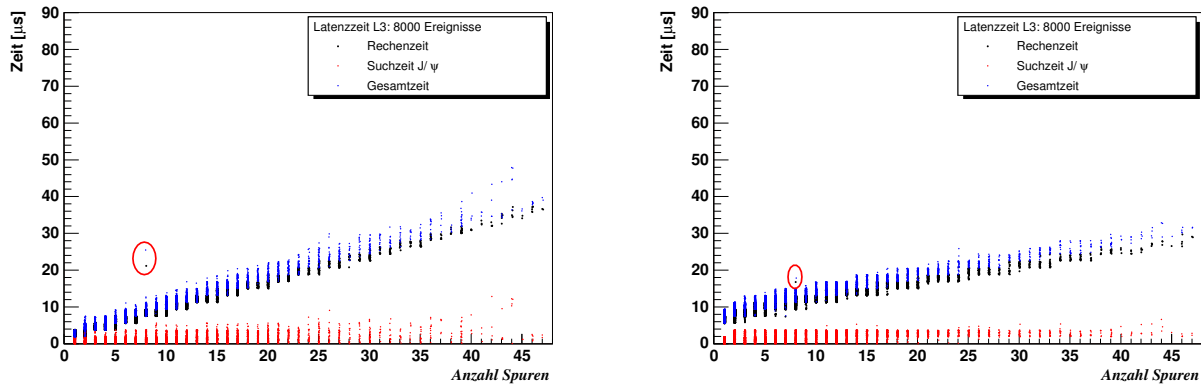 Zeit [μs]
90
80
70
60
50
40
30
20
10
0
Latenzzeit L3: 8000 Ereignisse
Rechenzeit
Suchzeit J/ ψ
Gesamtzeit
0 5 10 15 20 25 30 35 40 45
Anzahl Spuren
Zeit [μs]
90
80
70
60
50
40
30
20
10
0
Latenzzeit L3: 8000 Ereignisse
Rechenzeit
Suchzeit J/ ψ
Gesamtzeit
0 5 10 15 20 25 30 35 40 45
Anzahl Spuren